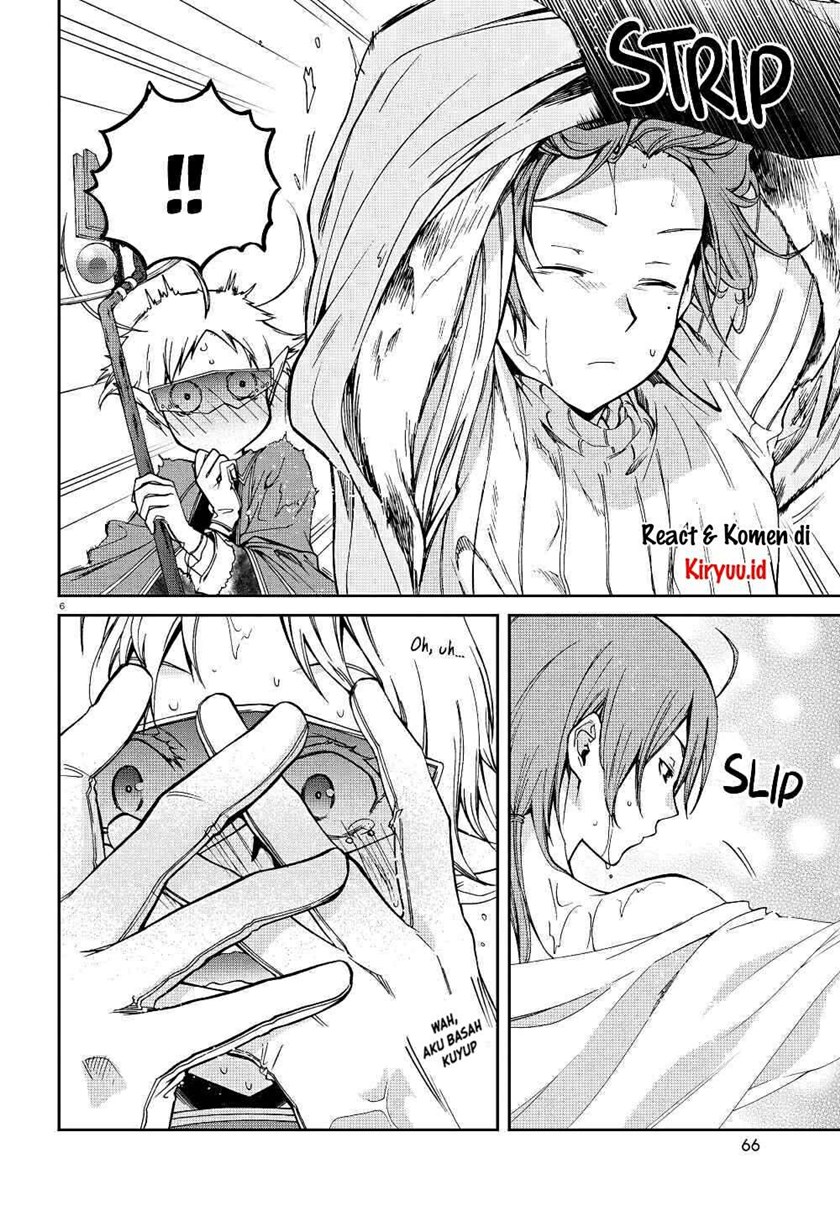 STRIP
!!
React & Komen di
Kiryuu.id
6
Oh, uh...
SLIP
WAH,
AKU BASAH
KUYUP
66